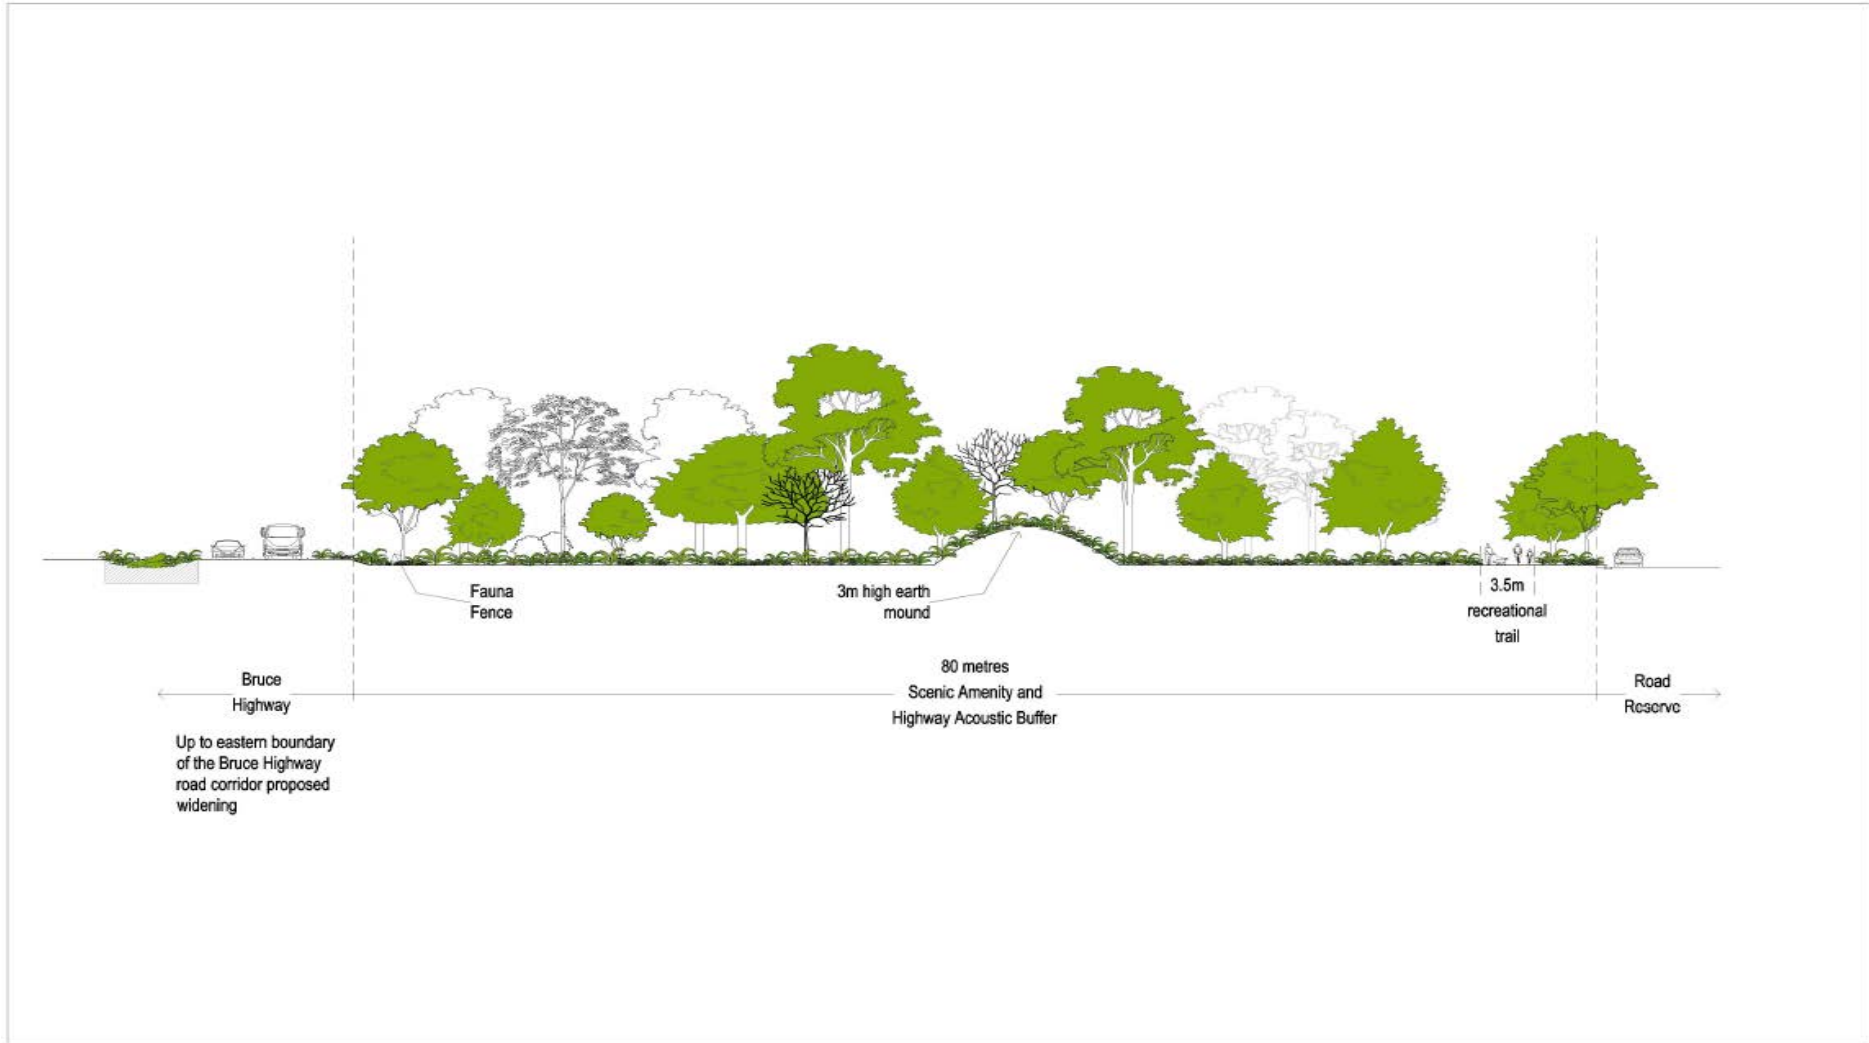 Fauna
Fence
3m high earth
mound
3.5m
recreational
trail
Bruce
Highway
80 metres
Scenic Amenity and
Highway Acoustic Buffer
Road
Reserve
Up to eastern boundary
of the Bruce Highway
road corridor proposed
widening